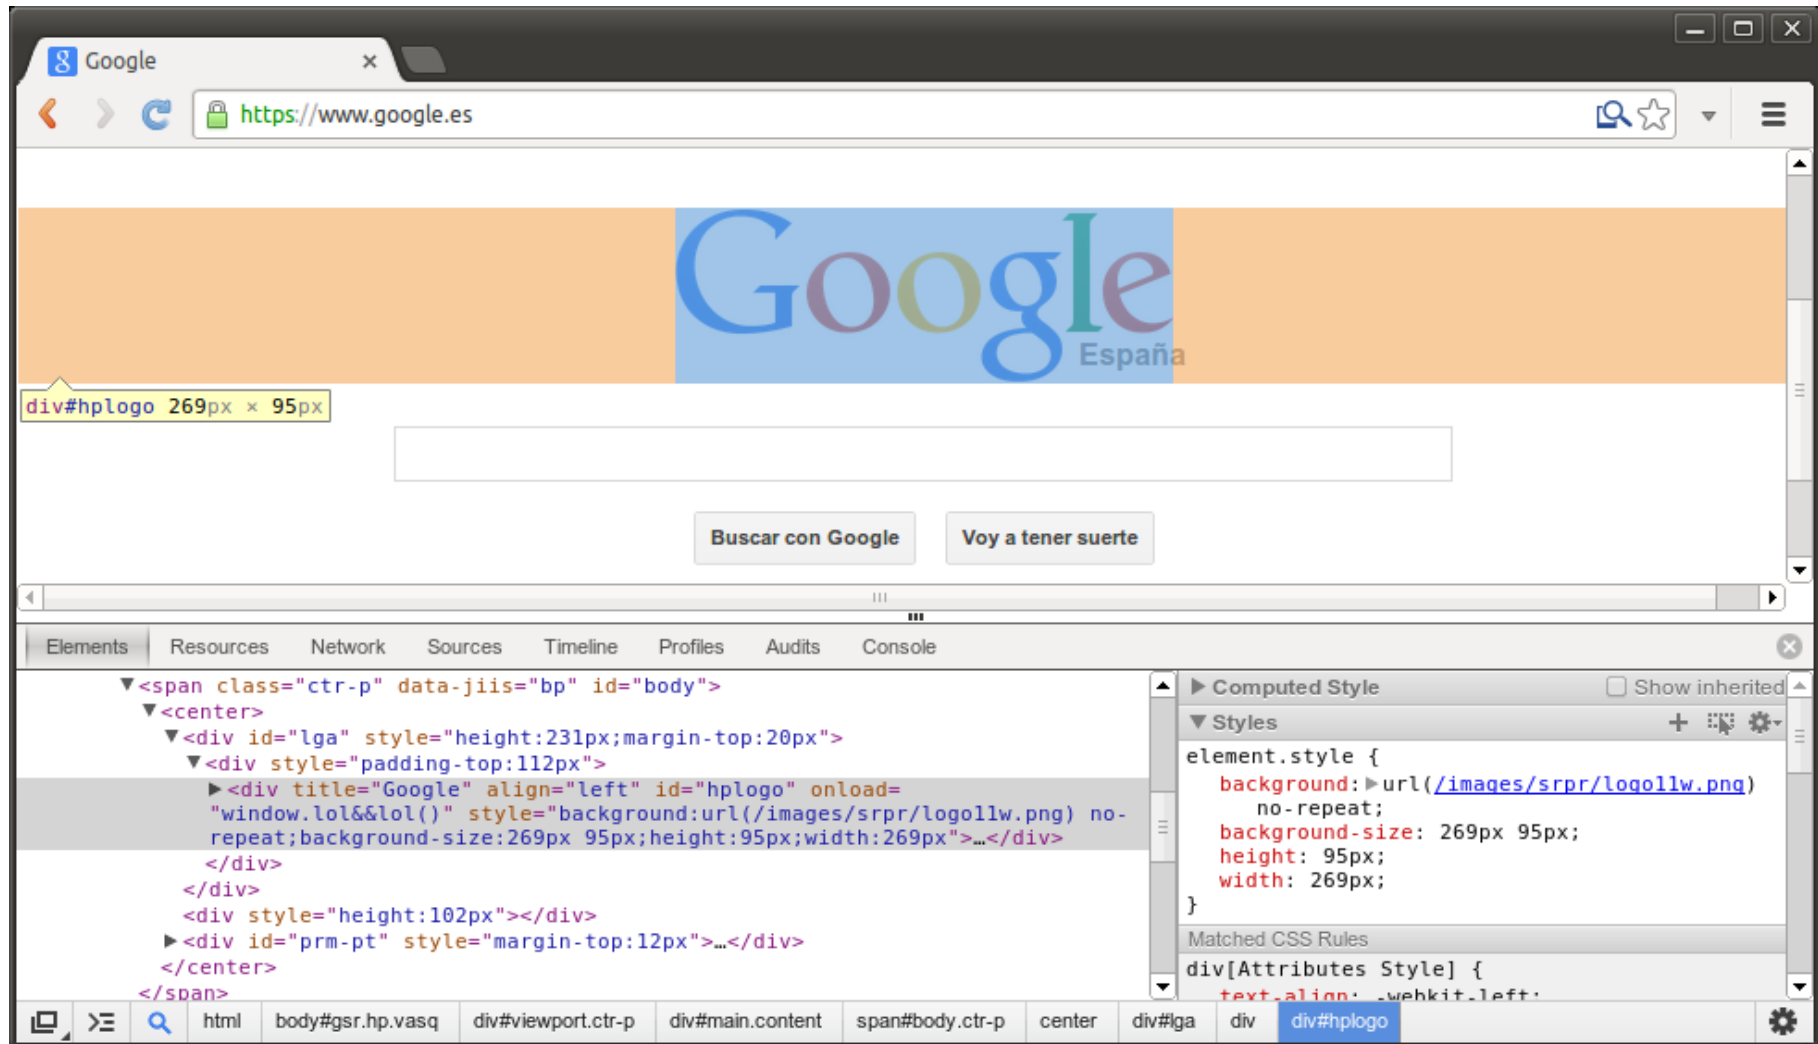 Google
https://www.google.es
Google
España
div#hplogo 269px × 95px
Buscar con Google
Voy a tener suerte
Elements Resources Network Sources Timeline Profiles Audits Console
▼<span class="ctr-p" data-jiis="bp" id="body">
▼<center>
▼<div id="lga" style="height:231px;margin-top:20px">
▼<div style="padding-top:112px">
▶<div title="Google" align="left" id="hplogo" onload=
"window.lol&&lol()" style="background:url(/images/srpr/logo11w.png) no-
repeat;background-size:269px 95px;height:95px;width:269px">…</div>
</div>
</div>
<div style="height:102px"></div>
▶<div id="prm-pt" style="margin-top:12px">…</div>
</center>
</span>
▶ Computed Style Show inherited
▼ Styles
element.style {
background:▶url(/images/srpr/logo11w.png)
no-repeat;
background-size: 269px 95px;
height: 95px;
width: 269px;
}
Matched CSS Rules
div[Attributes Style] {
text-align: -webkit-left;
html body#gsr.hp.vasq div#viewport.ctr-p div#main.content span#body.ctr-p center div#lga div div#hplogo